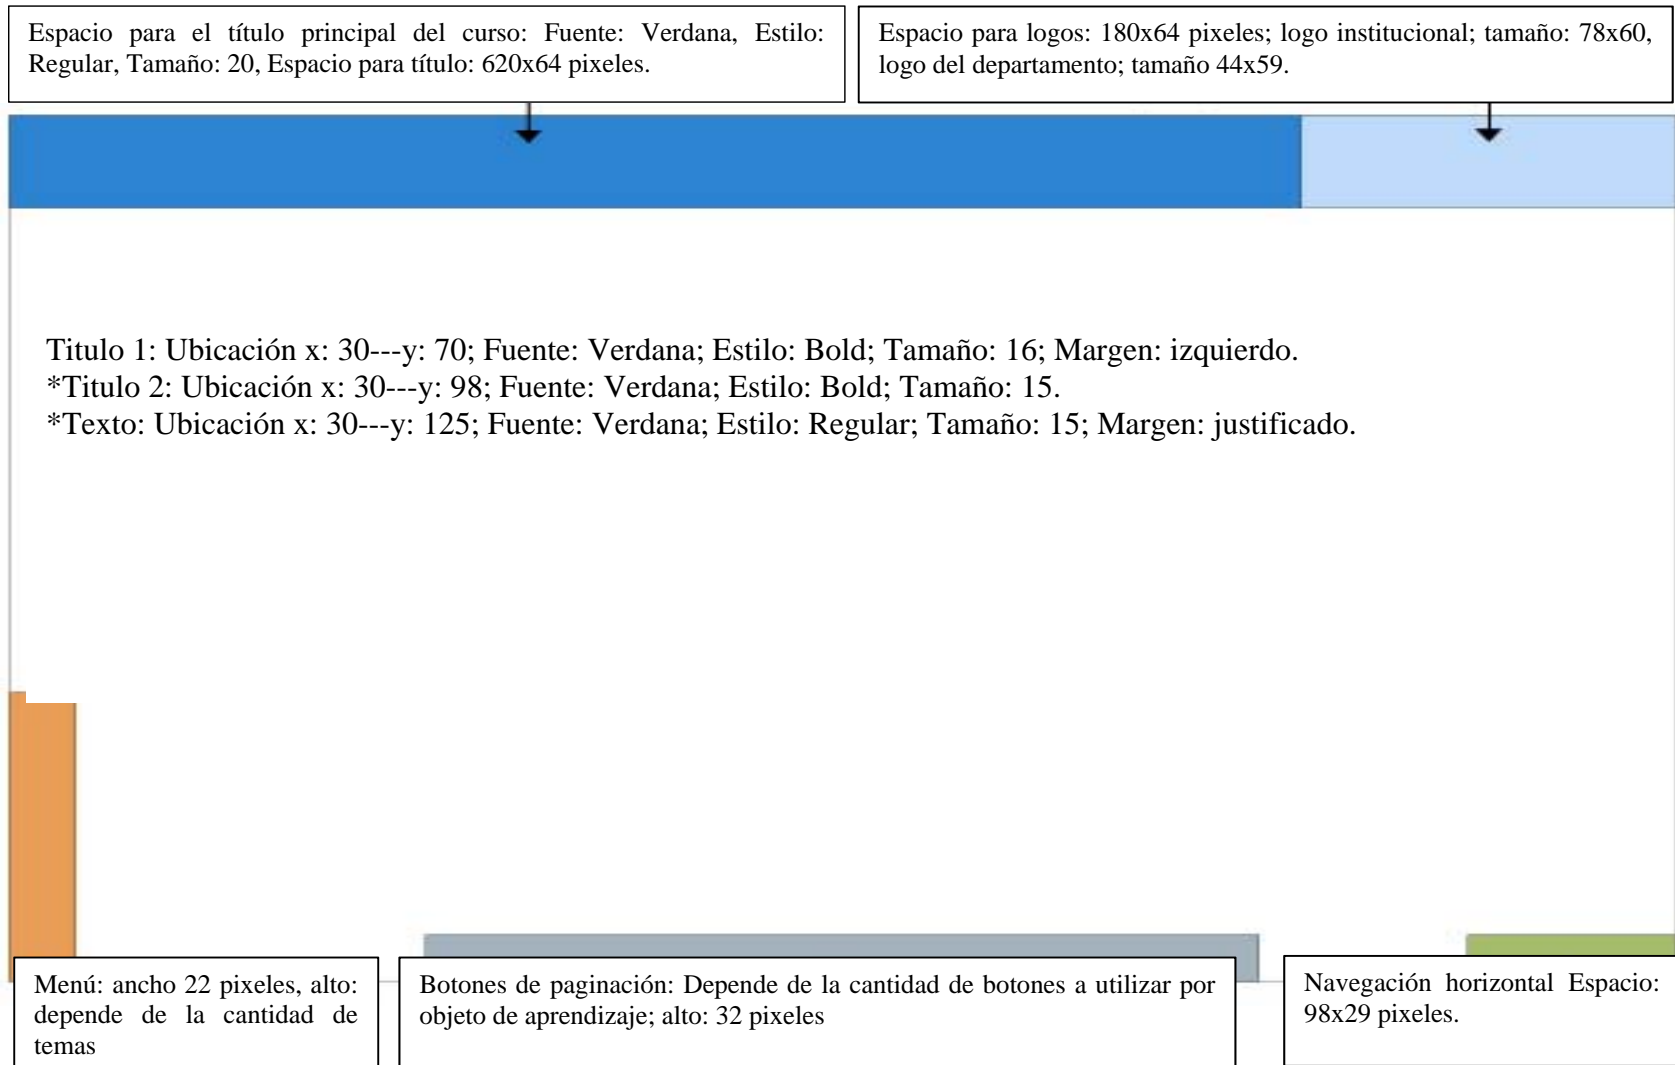 Espacio para el título principal del curso: Fuente: Verdana, Estilo:
Regular, Tamaño: 20, Espacio para título: 620x64 pixeles.
Espacio para logos: 180x64 pixeles; logo institucional; tamaño: 78x60,
logo del departamento; tamaño 44x59.
Titulo 1: Ubicación x: 30---y: 70; Fuente: Verdana; Estilo: Bold; Tamaño: 16; Margen: izquierdo.
*Titulo 2: Ubicación x: 30---y: 98; Fuente: Verdana; Estilo: Bold; Tamaño: 15.
*Texto: Ubicación x: 30---y: 125; Fuente: Verdana; Estilo: Regular; Tamaño: 15; Margen: justificado.
Menú: ancho 22 pixeles, alto:
depende de la cantidad de
temas
Botones de paginación: Depende de la cantidad de botones a utilizar por
objeto de aprendizaje; alto: 32 pixeles
Navegación horizontal Espacio:
98x29 pixeles.